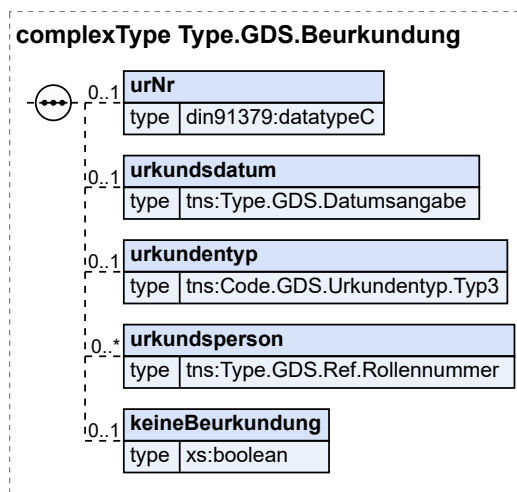 complexType Type.GDS.Beurkundung
0..1 urNr
type din91379:datatypeC
0..1 urkundsdatum
type tns:Type.GDS.Datumsangabe
0..1 urkundentyp
type tns:Code.GDS.Urkundentyp.Typ3
0..* urkundsperson
type tns:Type.GDS.Ref.Rollennummer
0..1 keineBeurkundung
type xs:boolean